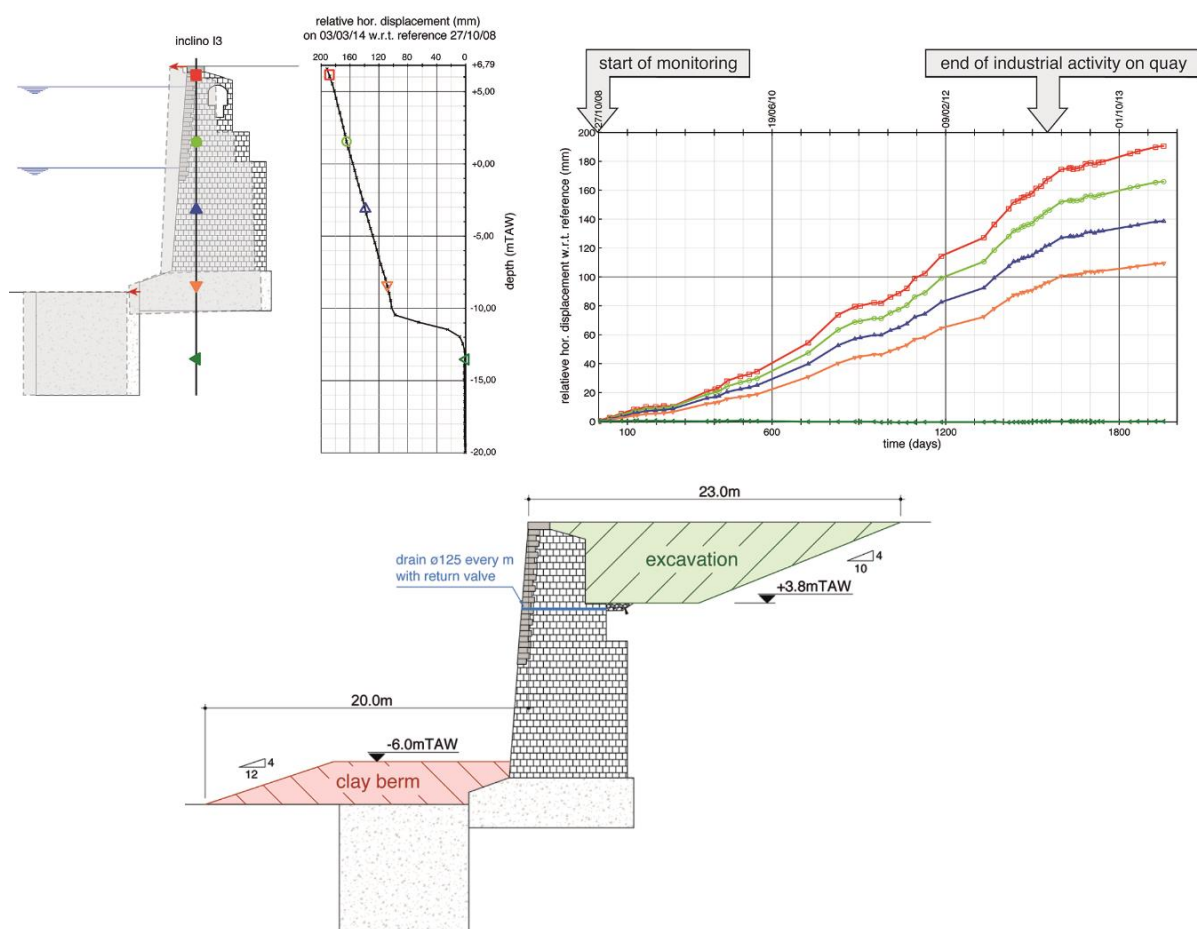 relative hor. displacement (mm)
on 03/03/14 w.r.t. reference 27/10/08
inclino I3
200 160 120 80 40 0
+6,79
+5,00
+0,00
-5,00
-10,00
-15,00
-20,00
depth (mTAW)
start of monitoring
end of industrial activity on quay
27/10/08
19/06/10
09/02/12
01/10/13
relatieve hor. displacement w.r.t. reference (mm)
200
180
160
140
120
100
80
60
40
20
0
100 600 1200 1800
time (days)
23.0m
drain ø125 every m
with return valve
excavation
4
10
+3.8mTAW
20.0m
-6.0mTAW
4
12
clay berm